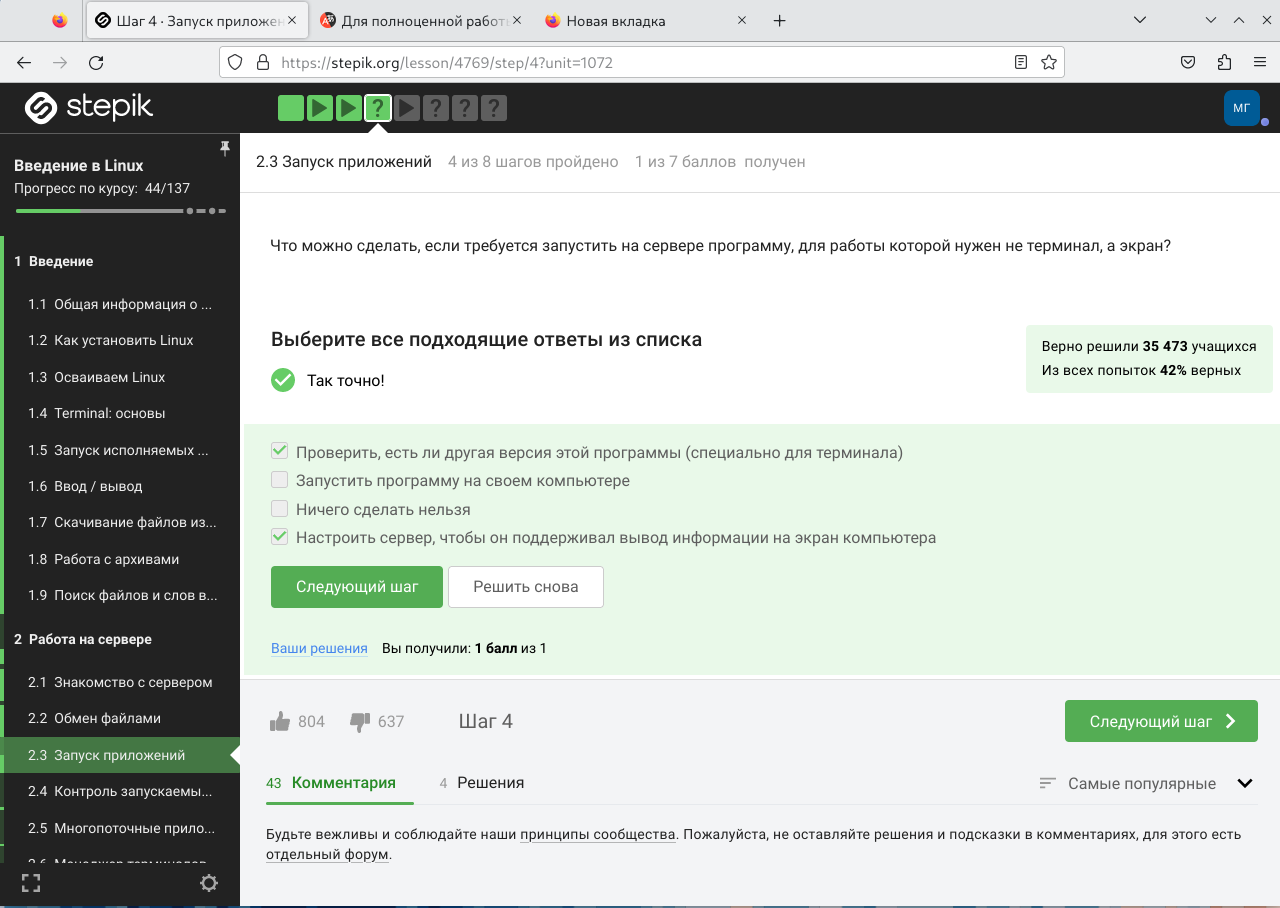 Шаг 4 · Запуск приложен
Для полноценной работь
Новая вкладка
https://stepik.org/lesson/4769/step/4?unit=1072
stepik
? ? ? ?
МГ
Введение в Linux
Прогресс по курсу: 44/137
2.3 Запуск приложений 4 из 8 шагов пройдено 1 из 7 баллов получен
1 Введение
1.1 Общая информация о ...
1.2 Как установить Linux
1.3 Осваиваем Linux
1.4 Terminal: основы
1.5 Запуск исполняемых ...
1.6 Ввод / вывод
1.7 Скачивание файлов из...
1.8 Работа с архивами
1.9 Поиск файлов и слов в...
2 Работа на сервере
2.1 Знакомство с сервером
2.2 Обмен файлами
2.3 Запуск приложений
2.4 Контроль запускаемы...
2.5 Многопоточные прило...
2.6 Менеджер терминалов
Что можно сделать, если требуется запустить на сервере программу, для работы которой нужен не терминал, а экран?
Выберите все подходящие ответы из списка
Так точно!
Верно решили 35 473 учащихся
Из всех попыток 42% верных
Проверить, есть ли другая версия этой программы (специально для терминала)
Запустить программу на своем компьютере
Ничего сделать нельзя
Настроить сервер, чтобы он поддерживал вывод информации на экран компьютера
Следующий шаг
Решить снова
Ваши решения Вы получили: 1 балл из 1
804 637 Шаг 4
Следующий шаг
43 Комментария 4 Решения
Самые популярные
Будьте вежливы и соблюдайте наши принципы сообщества. Пожалуйста, не оставляйте решения и подсказки в комментариях, для этого есть
отдельный форум.